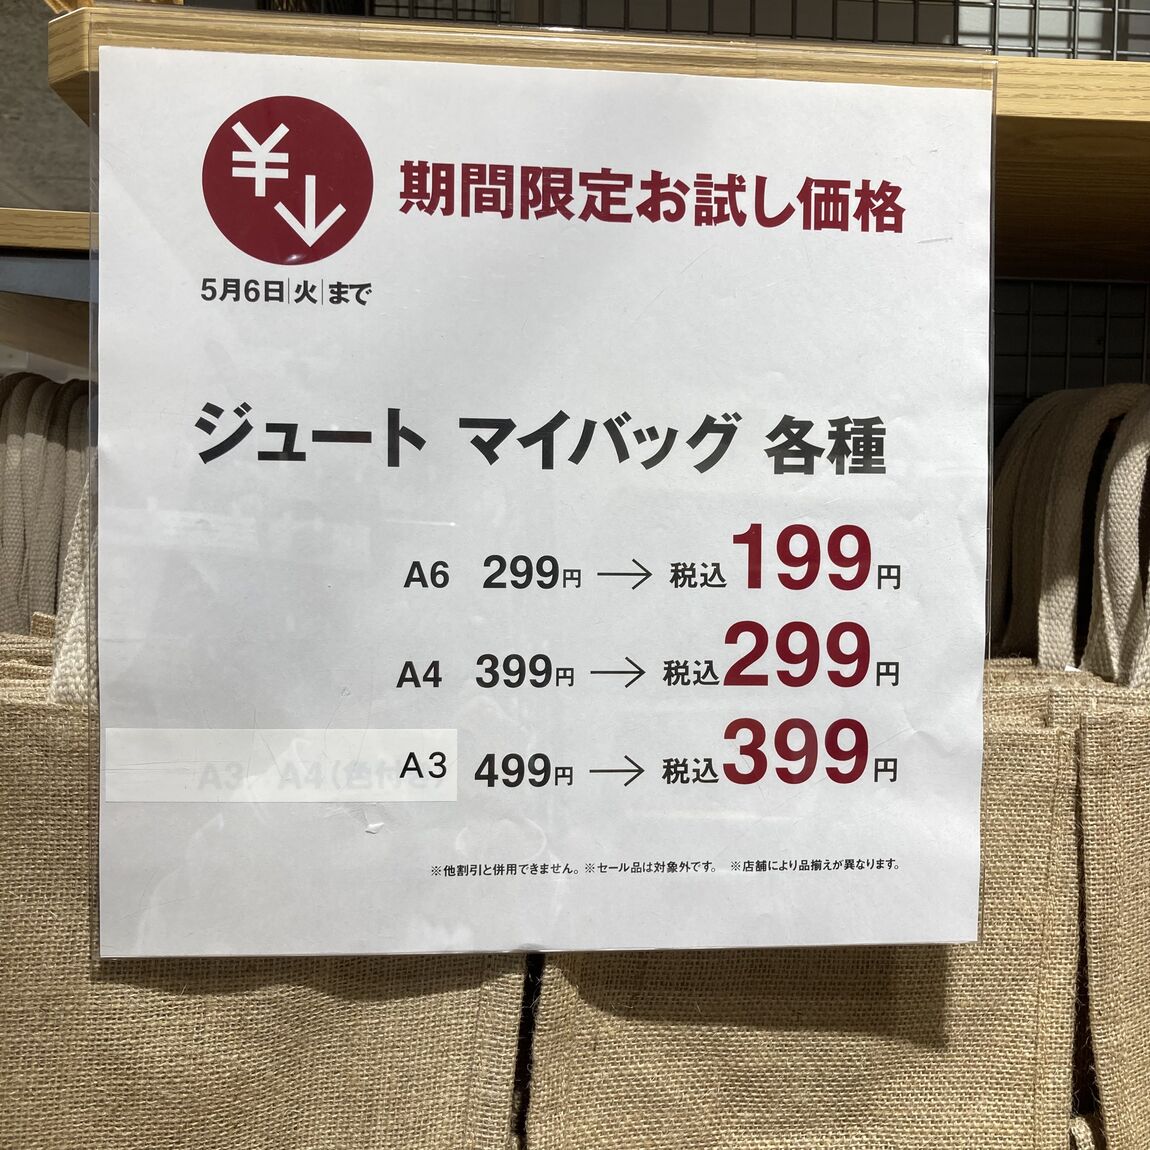 ¥↓
期間限定お試し価格
5月6日|火|まで
ジュート マイバッグ 各種
A6 299円 → 税込199円
A4 399円 → 税込299円
A3 499円 → 税込399円
A3 A4(色付き)
※他割引と併用できません。※セール品は対象外です。 ※店舗により品揃えが異なります。